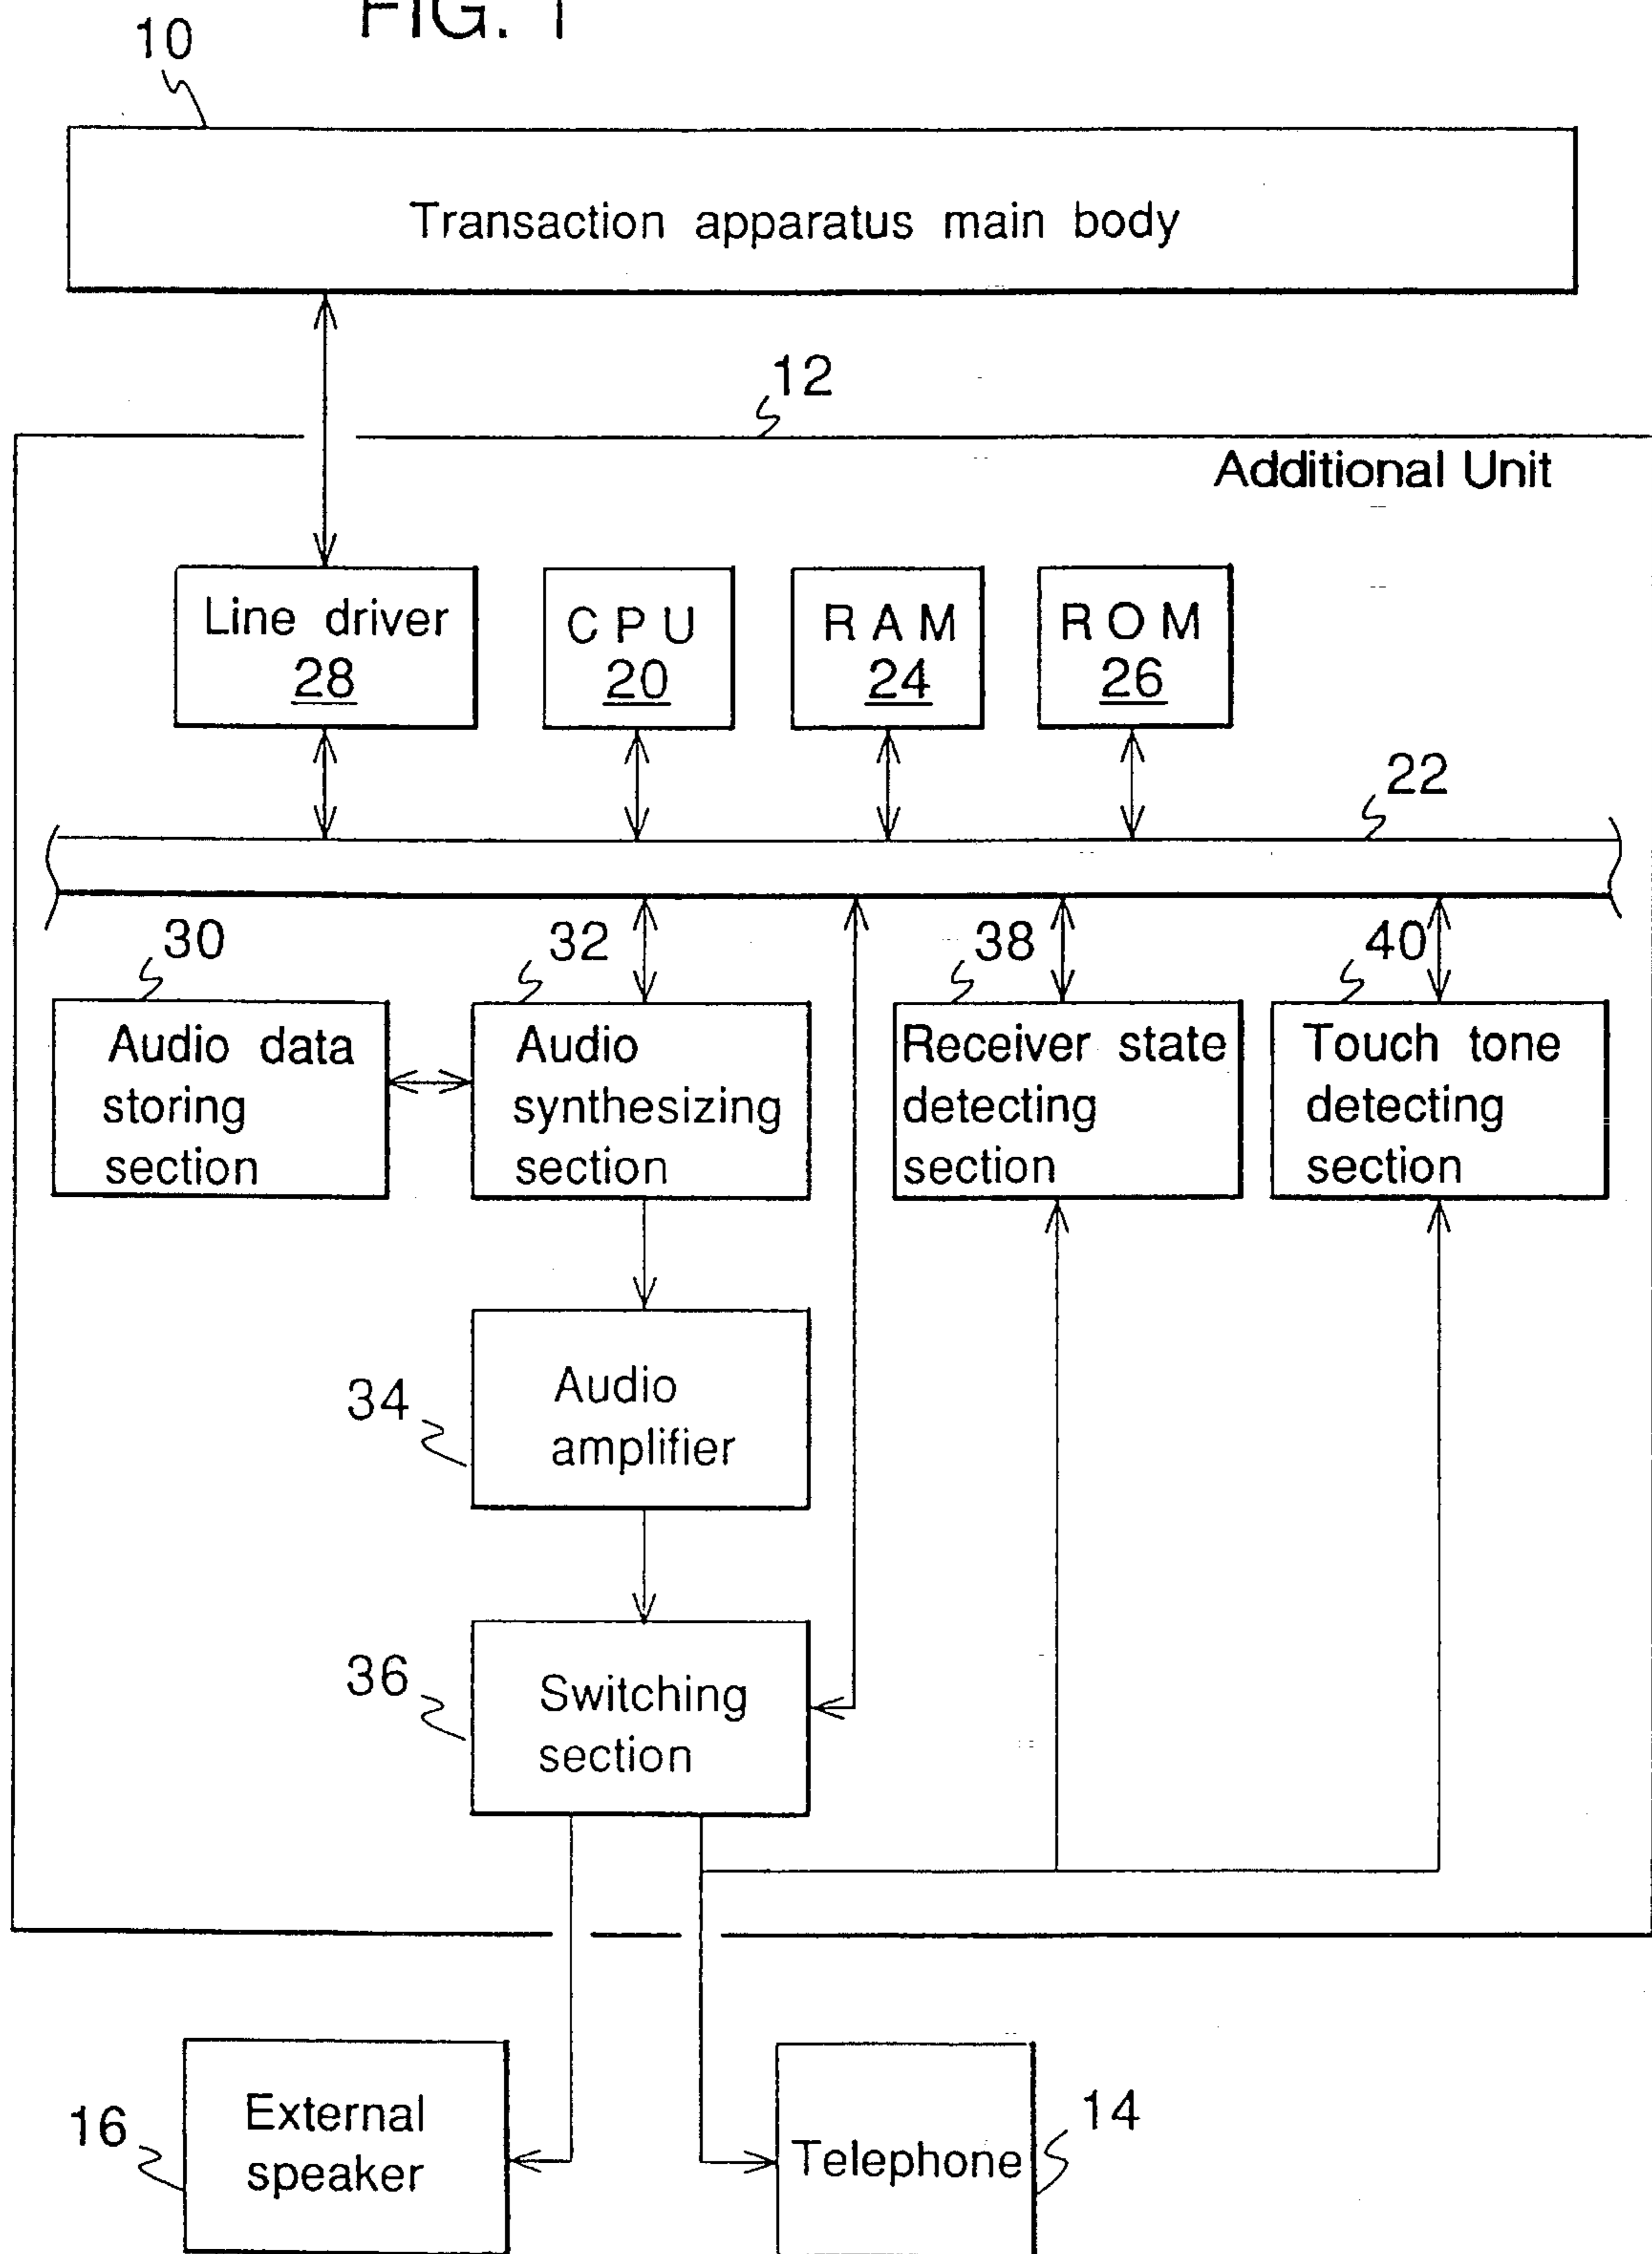 FIG. 1
10
Transaction apparatus main body
12
Additional Unit
Line driver
28
CPU
20
RAM
24
ROM
26
22
30
32
38
40
Audio data
storing
section
Audio
synthesizing
section
Receiver state
detecting
section
Touch tone
detecting
section
34
Audio
amplifier
36
Switching
section
16
External
speaker
Telephone
14